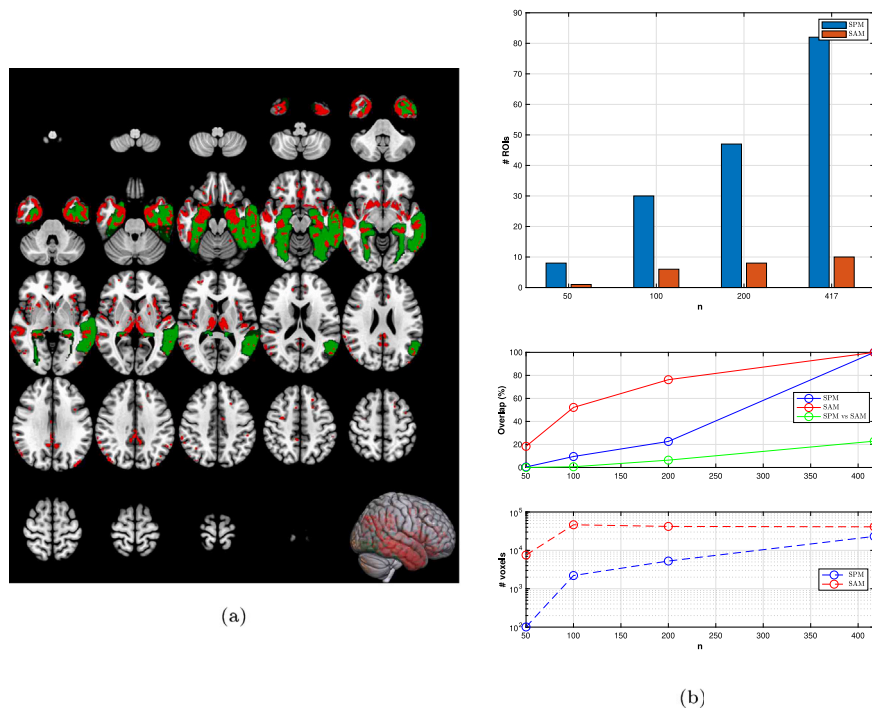 90
80
70
60
50
40
30
20
10
0
# ROIs
50 100 200 417
n
SPM
SAM
100
80
60
40
20
0
Overlap (%)
50 100 150 200 250 300 350 400
SPM
SAM
SPM vs SAM
10^5
10^4
10^3
10^2
# voxels
50 100 150 200 250 300 350 400
n
SPM
SAM
(a)
(b)